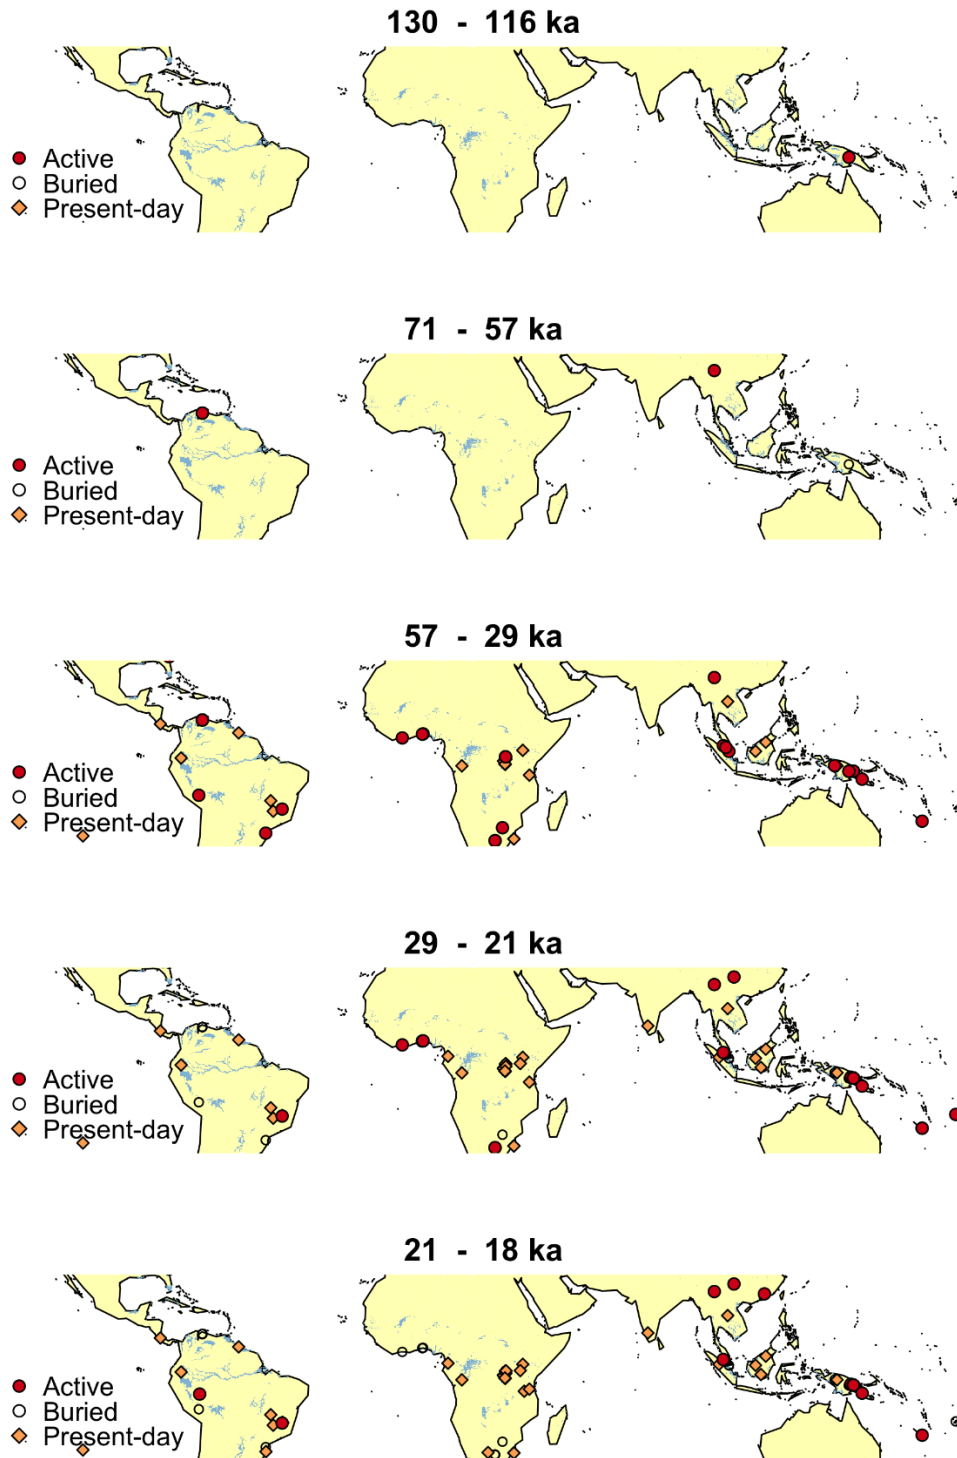 130 - 116 ka
Active
Buried
Present-day
71 - 57 ka
Active
Buried
Present-day
57 - 29 ka
Active
Buried
Present-day
29 - 21 ka
Active
Buried
Present-day
21 - 18 ka
Active
Buried
Present-day